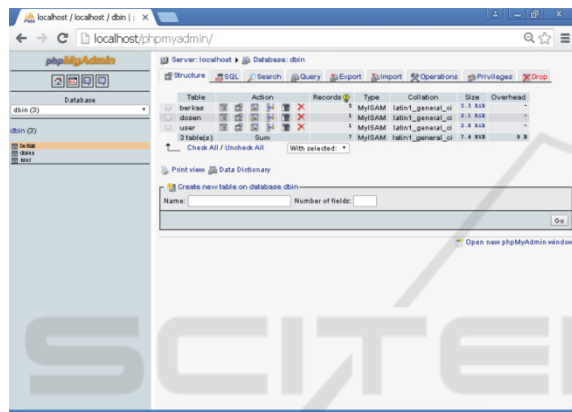 localhost / localhost / dbin | p
localhost/phpmyadmin/
phpMyAdmin
Database
dbin (3)
dbin (3)
berkas
dosen
user
Server: localhost Database: dbin
Structure SQL Search Query Export Import Operations Privileges Drop
Table Action Records Type Collation Size Overhead
berkas MyISAM latin1_general_ci -
dosen MyISAM latin1_general_ci -
user MyISAM latin1_general_ci -
3 table(s) Sum MyISAM latin1_general_ci
Check All / Uncheck All With selected:
Print view Data Dictionary
Create new table on database dbin
Name: Number of fields:
Go
Open new phpMyAdmin window
SCITE